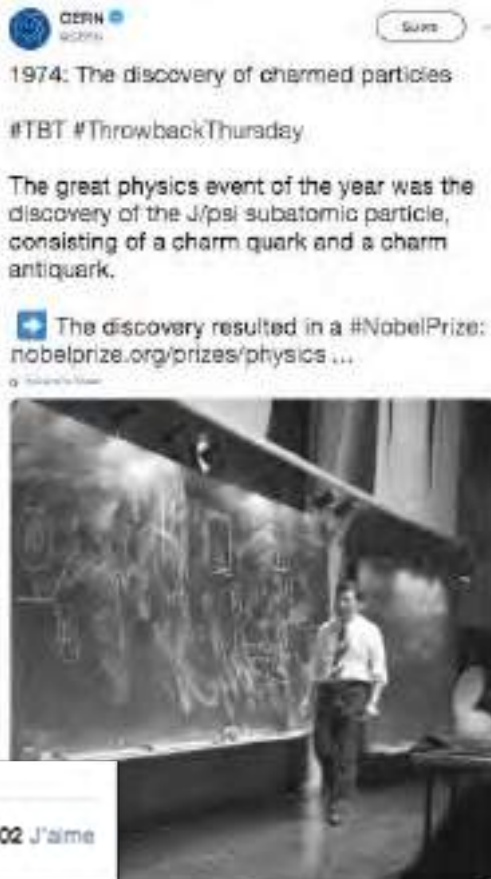 CERN
@CERN
Suivre
1974: The discovery of charmed particles
#TBT #ThrowbackThursday
The great physics event of the year was the
discovery of the J/psi subatomic particle,
consisting of a charm quark and a charm
antiquark.
➡ The discovery resulted in a #NobelPrize:
nobelprize.org/prizes/physics ...
02 J'aime